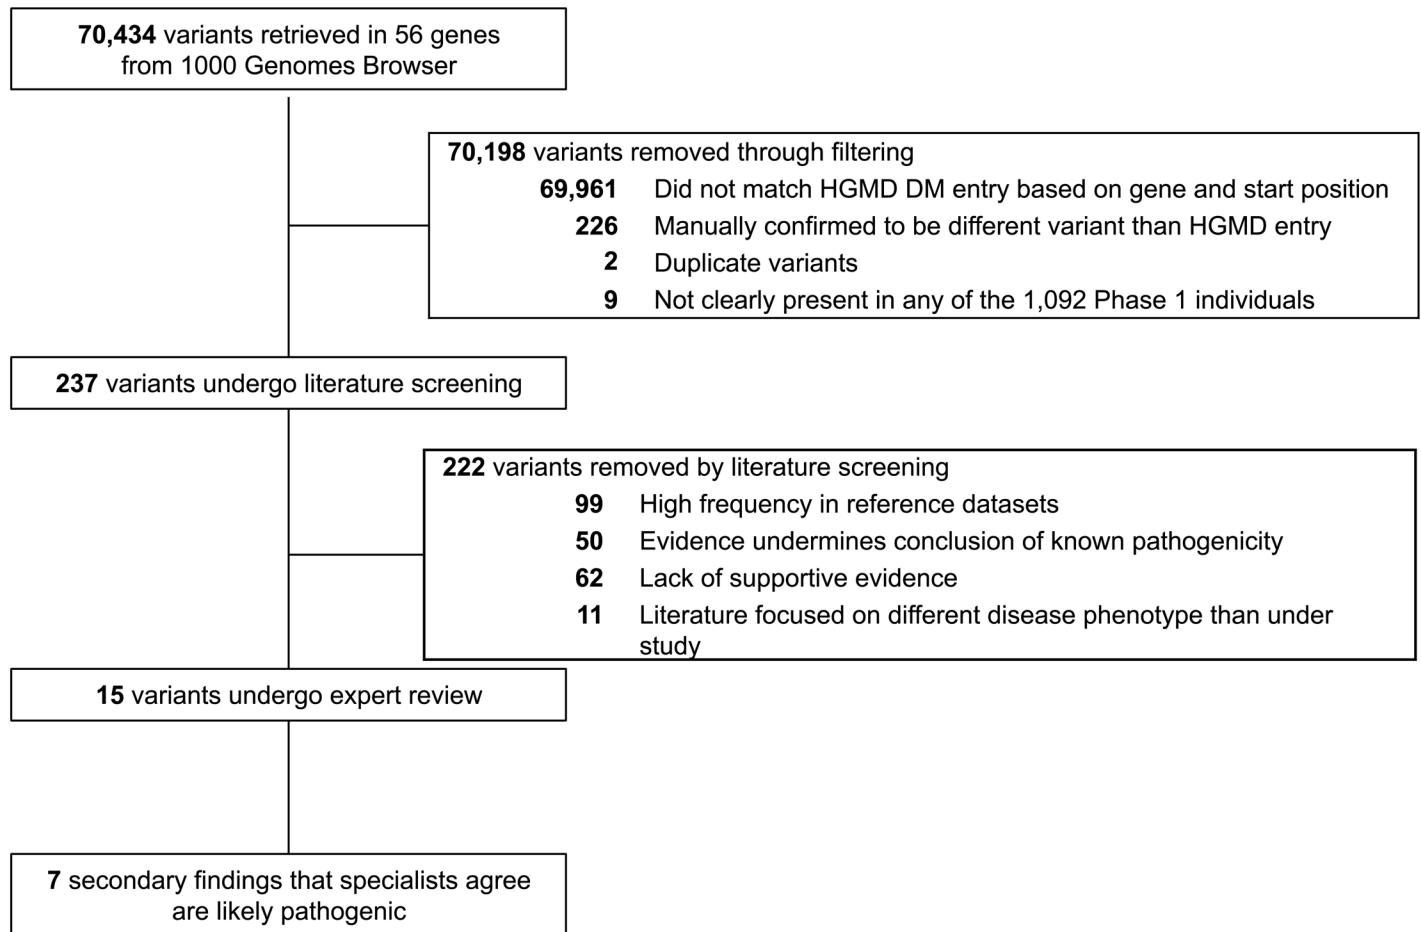 70,434 variants retrieved in 56 genes
from 1000 Genomes Browser
70,198 variants removed through filtering
69,961 Did not match HGMD DM entry based on gene and start position
226 Manually confirmed to be different variant than HGMD entry
2 Duplicate variants
9 Not clearly present in any of the 1,092 Phase 1 individuals
237 variants undergo literature screening
222 variants removed by literature screening
99 High frequency in reference datasets
50 Evidence undermines conclusion of known pathogenicity
62 Lack of supportive evidence
11 Literature focused on different disease phenotype than under
study
15 variants undergo expert review
7 secondary findings that specialists agree
are likely pathogenic